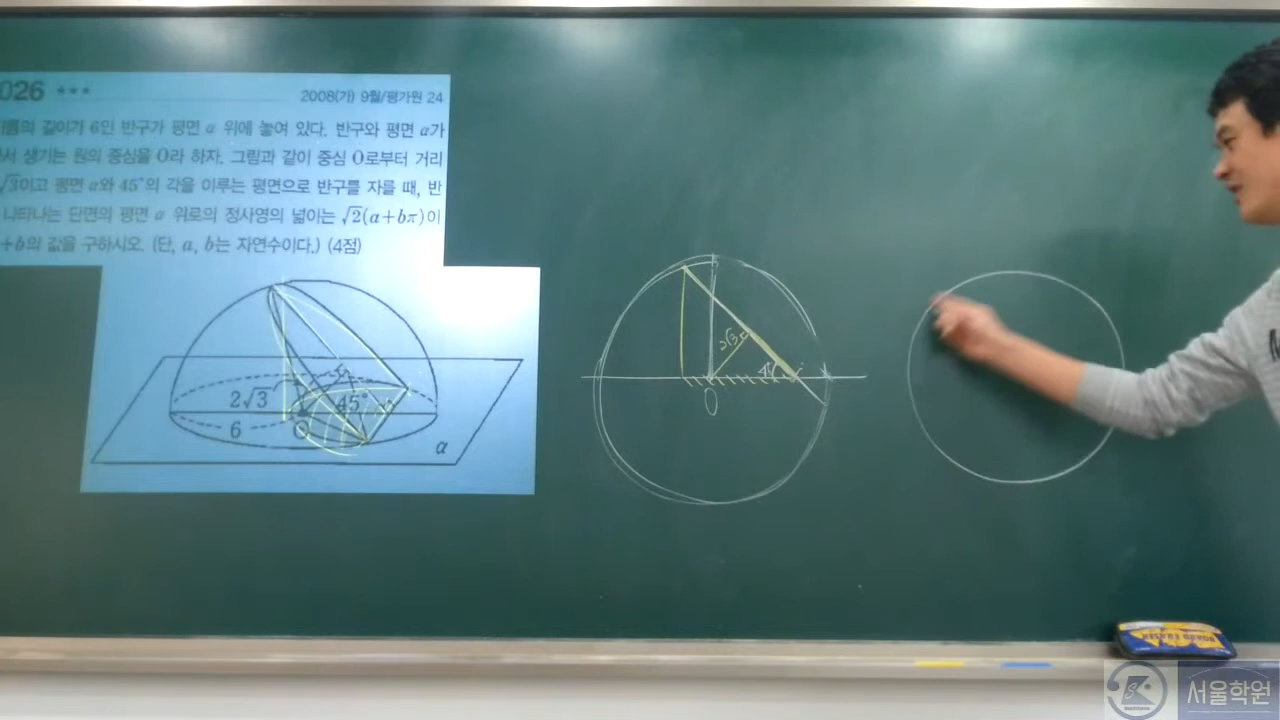 026 ★★★
2008(가) 9월/평가원 24
름의 길이가 6인 반구가 평면 α 위에 놓여 있다. 반구와 평면 α가
서 생기는 원의 중심을 O라 하자. 그림과 같이 중심 O로부터 거리
√3이고 평면 α와 45°의 각을 이루는 평면으로 반구를 자를 때, 반
나타나는 단면의 평면 α 위로의 정사영의 넓이는 √2(a+bπ)이
+b의 값을 구하시오. (단, a, b는 자연수이다.) (4점)
2√3
45°
6
O
α
2√3
45°
O
서울학원